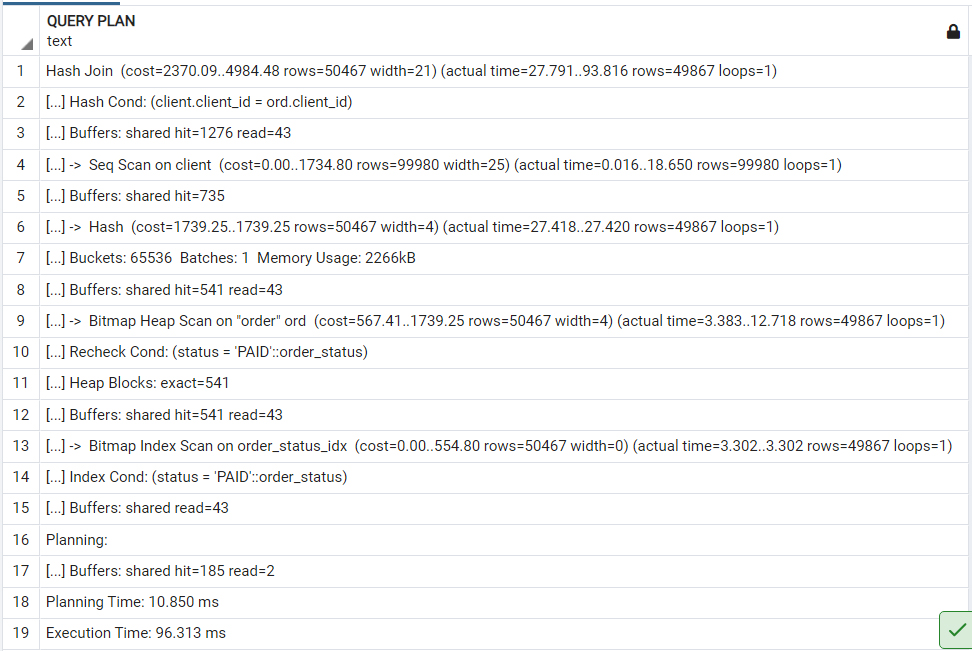 QUERY PLAN
text
1 Hash Join (cost=2370.09..4984.48 rows=50467 width=21) (actual time=27.791..93.816 rows=49867 loops=1)
2 [...] Hash Cond: (client.client_id = ord.client_id)
3 [...] Buffers: shared hit=1276 read=43
4 [...] -> Seq Scan on client (cost=0.00..1734.80 rows=99980 width=25) (actual time=0.016..18.650 rows=99980 loops=1)
5 [...] Buffers: shared hit=735
6 [...] -> Hash (cost=1739.25..1739.25 rows=50467 width=4) (actual time=27.418..27.420 rows=49867 loops=1)
7 [...] Buckets: 65536 Batches: 1 Memory Usage: 2266kB
8 [...] Buffers: shared hit=541 read=43
9 [...] -> Bitmap Heap Scan on "order" ord (cost=567.41..1739.25 rows=50467 width=4) (actual time=3.383..12.718 rows=49867 loops=1)
10 [...] Recheck Cond: (status = 'PAID'::order_status)
11 [...] Heap Blocks: exact=541
12 [...] Buffers: shared hit=541 read=43
13 [...] -> Bitmap Index Scan on order_status_idx (cost=0.00..554.80 rows=50467 width=0) (actual time=3.302..3.302 rows=49867 loops=1)
14 [...] Index Cond: (status = 'PAID'::order_status)
15 [...] Buffers: shared read=43
16 Planning:
17 [...] Buffers: shared hit=185 read=2
18 Planning Time: 10.850 ms
19 Execution Time: 96.313 ms